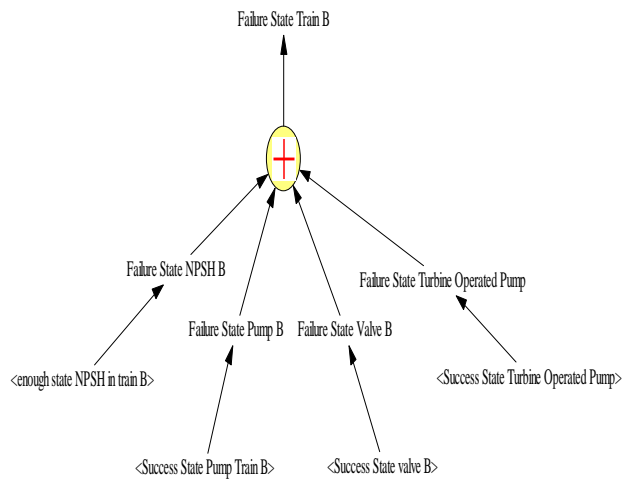 Failure State Train B
Failure State NPSH B
Failure State Turbine Operated Pump
Failure State Pump B
Failure State Valve B
<enough state NPSH in train B>
<Success State Turbine Operated Pump>
<Success State Pump Train B>
<Success State valve B>